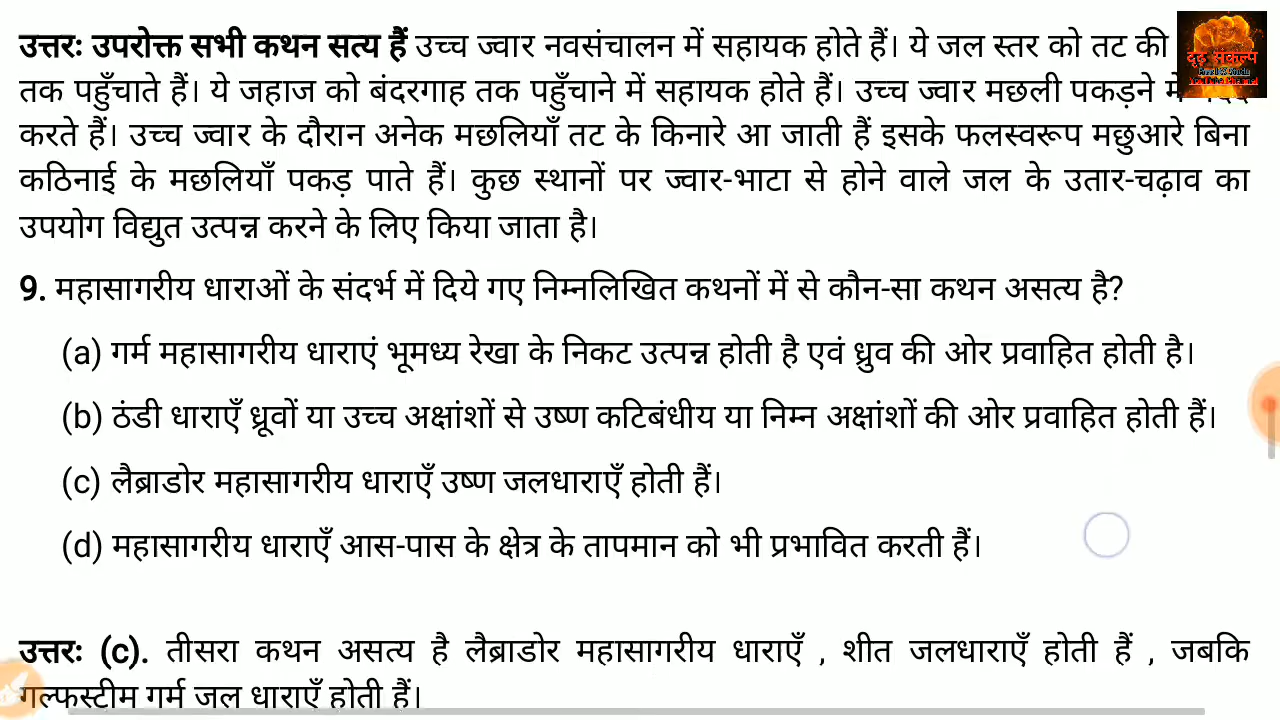 उत्तरः उपरोक्त सभी कथन सत्य हैं उच्च ज्वार नवसंचालन में सहायक होते हैं। ये जल स्तर को तट की
तक पहुँचाते हैं। ये जहाज को बंदरगाह तक पहुँचाने में सहायक होते हैं। उच्च ज्वार मछली पकड़ने में
करते हैं। उच्च ज्वार के दौरान अनेक मछलियाँ तट के किनारे आ जाती हैं इसके फलस्वरूप मछुआरे बिना
कठिनाई के मछलियाँ पकड़ पाते हैं। कुछ स्थानों पर ज्वार-भाटा से होने वाले जल के उतार-चढ़ाव का
उपयोग विद्युत उत्पन्न करने के लिए किया जाता है।
दृढ़ संकल्प
9. महासागरीय धाराओं के संदर्भ में दिये गए निम्नलिखित कथनों में से कौन-सा कथन असत्य है?
(a) गर्म महासागरीय धाराएं भूमध्य रेखा के निकट उत्पन्न होती है एवं ध्रुव की ओर प्रवाहित होती है।
(b) ठंडी धाराएँ ध्रूवों या उच्च अक्षांशों से उष्ण कटिबंधीय या निम्न अक्षांशों की ओर प्रवाहित होती हैं।
(c) लैब्राडोर महासागरीय धाराएँ उष्ण जलधाराएँ होती हैं।
(d) महासागरीय धाराएँ आस-पास के क्षेत्र के तापमान को भी प्रभावित करती हैं।
उत्तरः (c). तीसरा कथन असत्य है लैब्राडोर महासागरीय धाराएँ , शीत जलधाराएँ होती हैं , जबकि
गल्फस्टीम गर्म जल धाराएँ होती हैं।